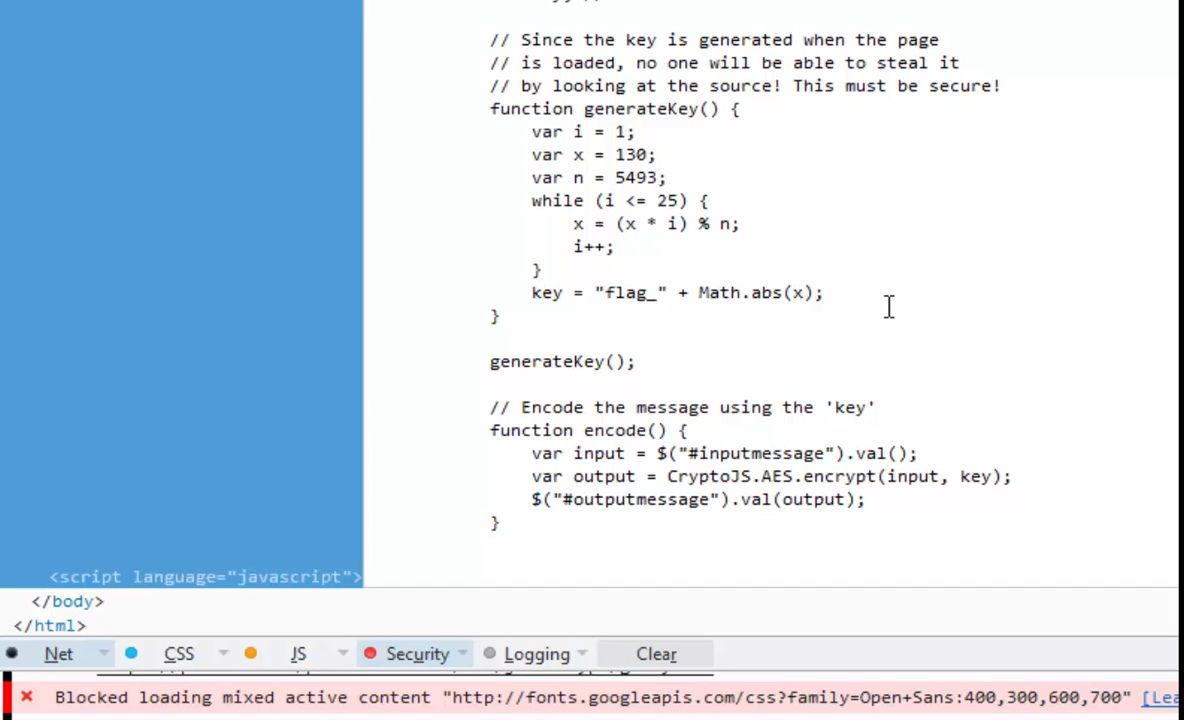 // Since the key is generated when the page
// is loaded, no one will be able to steal it
// by looking at the source! This must be secure!
function generateKey() {
var i = 1;
var x = 130;
var n = 5493;
while (i <= 25) {
x = (x * i) % n;
i++;
}
key = "flag_" + Math.abs(x);
}
generateKey();
// Encode the message using the 'key'
function encode() {
var input = $("#inputmessage").val();
var output = CryptoJS.AES.encrypt(input, key);
$("#outputmessage").val(output);
}
<script language="javascript">
</body>
</html>
Net CSS JS Security Logging Clear
Blocked loading mixed active content "http://fonts.googleapis.com/css?family=Open+Sans:400,300,600,700" [Lea